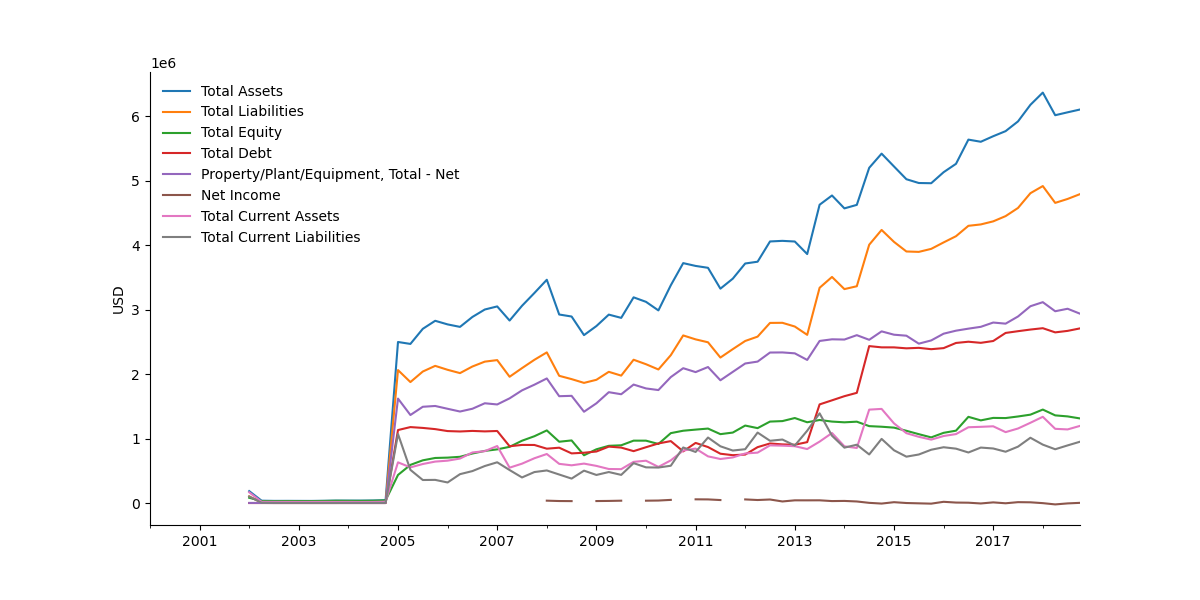 1e6
Total Assets
Total Liabilities
Total Equity
Total Debt
Property/Plant/Equipment, Total - Net
Net Income
Total Current Assets
Total Current Liabilities
6
5
4
3
2
1
0
USD
2001 2003 2005 2007 2009 2011 2013 2015 2017